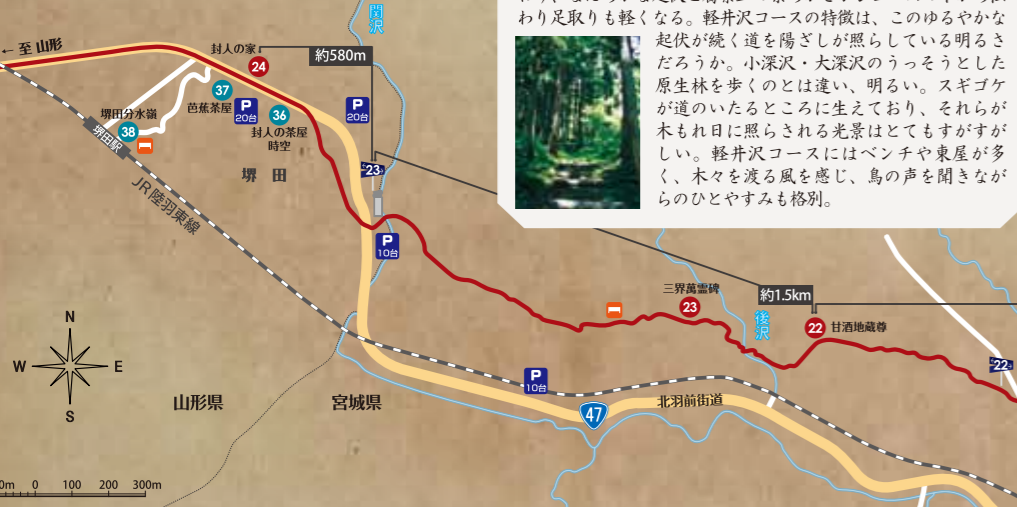 わり足取りも軽くなる。軽井沢コースの特徴は、このゆるやかな
起伏が続く道を陽ざしが照らしている明るさ
だろうか。小深沢・大深沢のうっそうとした
原生林を歩くのとは違い、明るい。スギゴケ
が道のいたるところに生えており、それらが
木もれ日に照らされる光景はとてもすがすが
しい。軽井沢コースにはベンチや東屋が多
く、木々を渡る風を感じ、鳥の声を聞きなが
らのひとやすみも格別。
関沢
← 至 山形
封人の家
24
約580m
37
芭蕉茶屋
P
20台
36
封人の茶屋
時空
P
20台
堺田分水嶺
38
堺田駅
堺田
23
JR陸羽東線
P
10台
三界萬霊碑
23
後沢
約1.5km
22
甘酒地蔵尊
22
N
W
E
S
山形県
宮城県
P
10台
47
北羽前街道
0m 0 100 200 300m